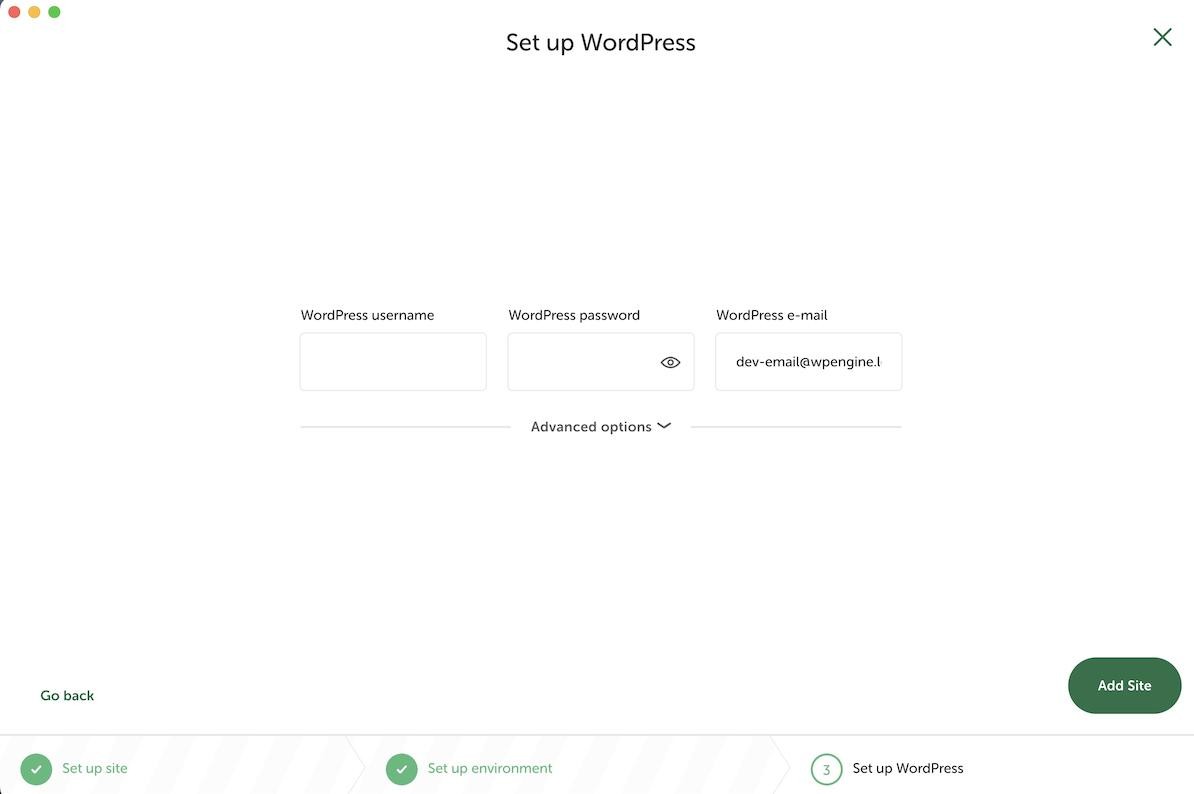 Set up WordPress
WordPress username
WordPress password
WordPress e-mail
dev-email@wpengine.l
Advanced options
Go back
Add Site
Set up site
Set up environment
3
Set up WordPress